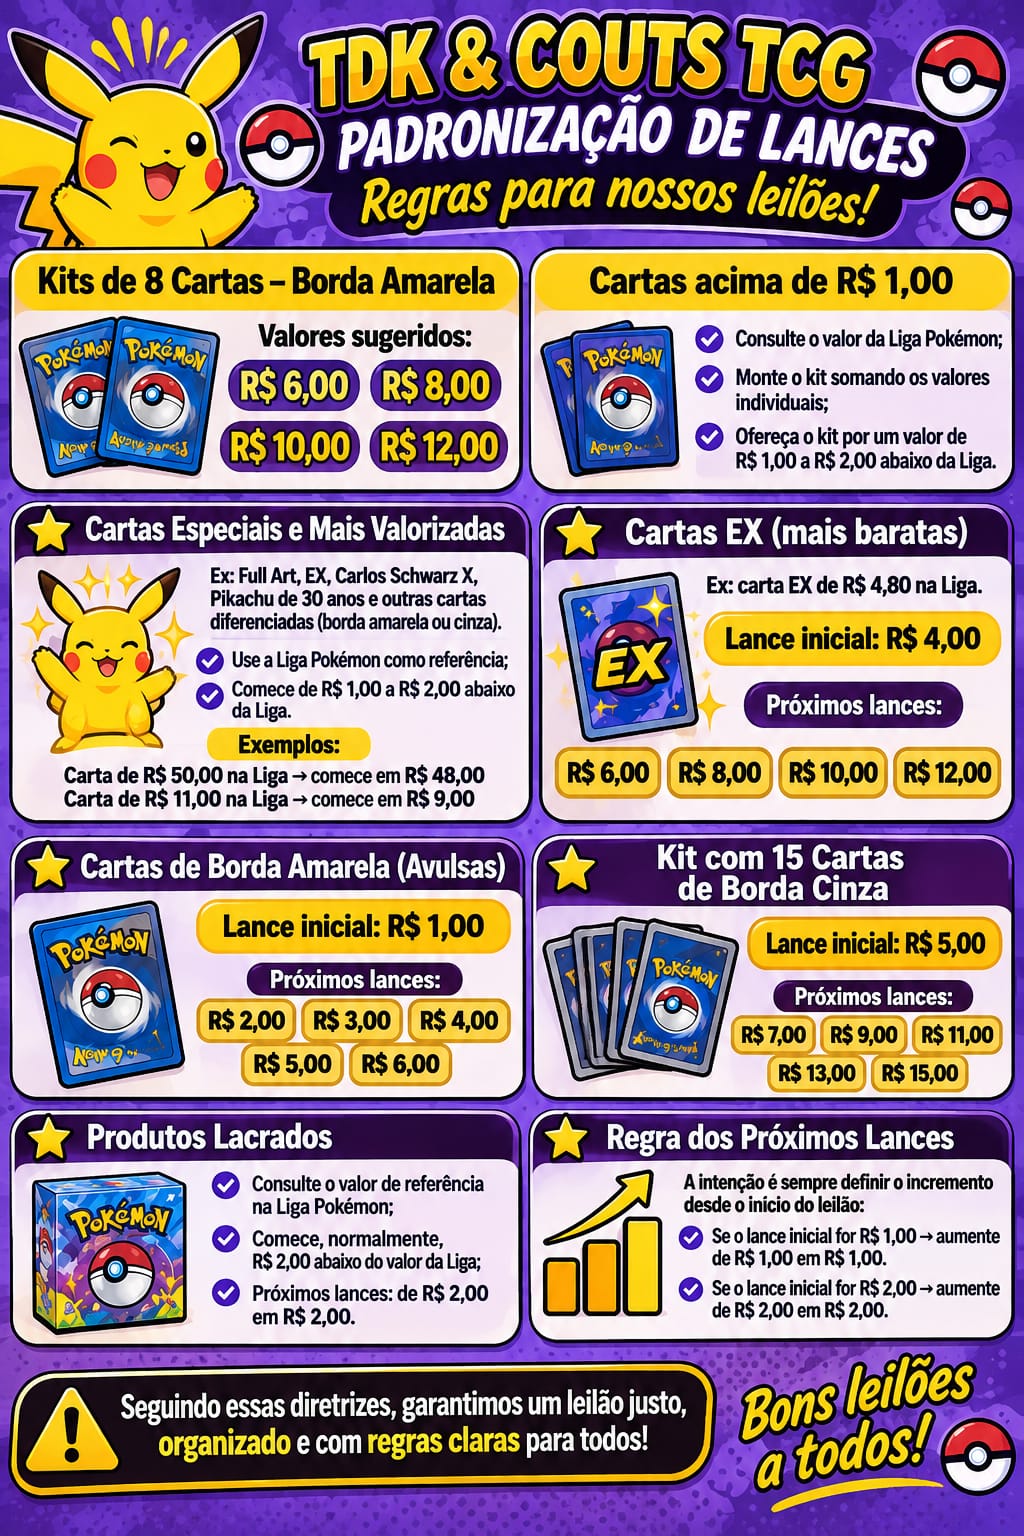 TDK & COUTS TCG
PADRONIZAÇÃO DE LANCES
Regras para nossos leilões!
Kits de 8 Cartas – Borda Amarela
Valores sugeridos:
R$ 6,00 R$ 8,00
R$ 10,00 R$ 12,00
POKÉMON
POKÉMON
Cartas acima de R$ 1,00
Consulte o valor da Liga Pokémon;
Monte o kit somando os valores
individuais;
Ofereça o kit por um valor de
R$ 1,00 a R$ 2,00 abaixo da Liga.
POKÉMON
Cartas Especiais e Mais Valorizadas
Ex: Full Art, EX, Carlos Schwarz X,
Pikachu de 30 anos e outras cartas
diferenciadas (borda amarela ou cinza).
Use a Liga Pokémon como referência;
Comece de R$ 1,00 a R$ 2,00 abaixo
da Liga.
Exemplos:
Carta de R$ 50,00 na Liga → comece em R$ 48,00
Carta de R$ 11,00 na Liga → comece em R$ 9,00
Cartas EX (mais baratas)
Ex: carta EX de R$ 4,80 na Liga.
Lance inicial: R$ 4,00
EX
Próximos lances:
R$ 6,00 R$ 8,00 R$ 10,00 R$ 12,00
Cartas de Borda Amarela (Avulsas)
POKÉMON
Lance inicial: R$ 1,00
Próximos lances:
R$ 2,00 R$ 3,00 R$ 4,00
R$ 5,00 R$ 6,00
Kit com 15 Cartas
de Borda Cinza
POKÉMON
Lance inicial: R$ 5,00
Próximos lances:
R$ 7,00 R$ 9,00 R$ 11,00
R$ 13,00 R$ 15,00
Produtos Lacrados
POKÉMON
Consulte o valor de referência
na Liga Pokémon;
Comece, normalmente,
R$ 2,00 abaixo do valor da Liga;
Próximos lances: de R$ 2,00
em R$ 2,00.
Regra dos Próximos Lances
A intenção é sempre definir o incremento
desde o início do leilão:
Se o lance inicial for R$ 1,00 → aumente
de R$ 1,00 em R$ 1,00.
Se o lance inicial for R$ 2,00 → aumente
de R$ 2,00 em R$ 2,00.
Seguindo essas diretrizes, garantimos um leilão justo,
organizado e com regras claras para todos!
Bons leilões
a todos!